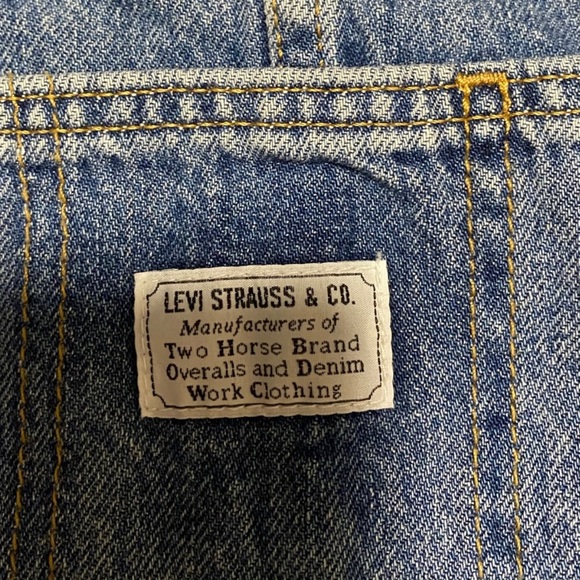 LEVI STRAUSS & CO.
Manufacturers of
Two Horse Brand
Overalls and Denim
Work Clothing